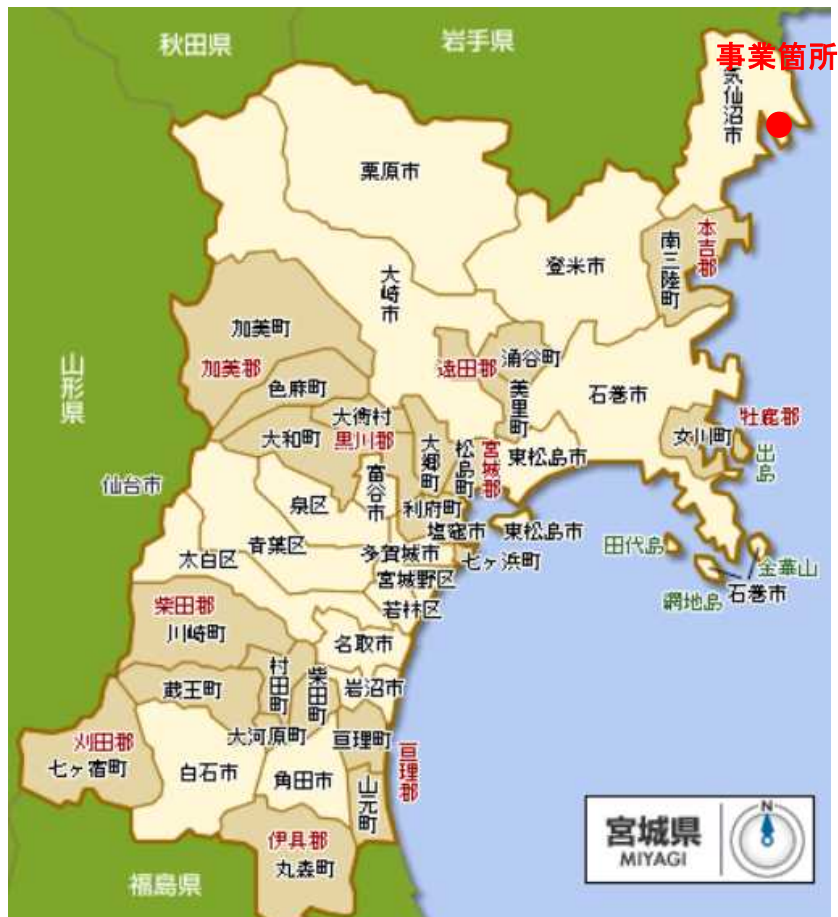 秋田県
岩手県
事業箇所
気仙沼市
栗原市
本吉郡
南三陸町
登米市
大崎市
加美町
加美郡
遠田郡
涌谷町
山形県
色麻町
美里町
石巻市
大衡村
大和町
黒川郡
大郷町
松島町
宮城郡
東松島市
女川町
牡鹿郡
出島
仙台市
富谷市
泉区
利府町
塩竈市
東松島市
青葉区
多賀城市
七ヶ浜町
田代島
太白区
宮城野区
金華山
石巻市
網地島
若林区
柴田郡
川崎町
名取市
村田町
柴田町
岩沼市
蔵王町
大河原町
亘理町
亘理郡
刈田郡
七ヶ宿町
白石市
角田市
山元町
伊具郡
丸森町
福島県
宮城県
MIYAGI
N